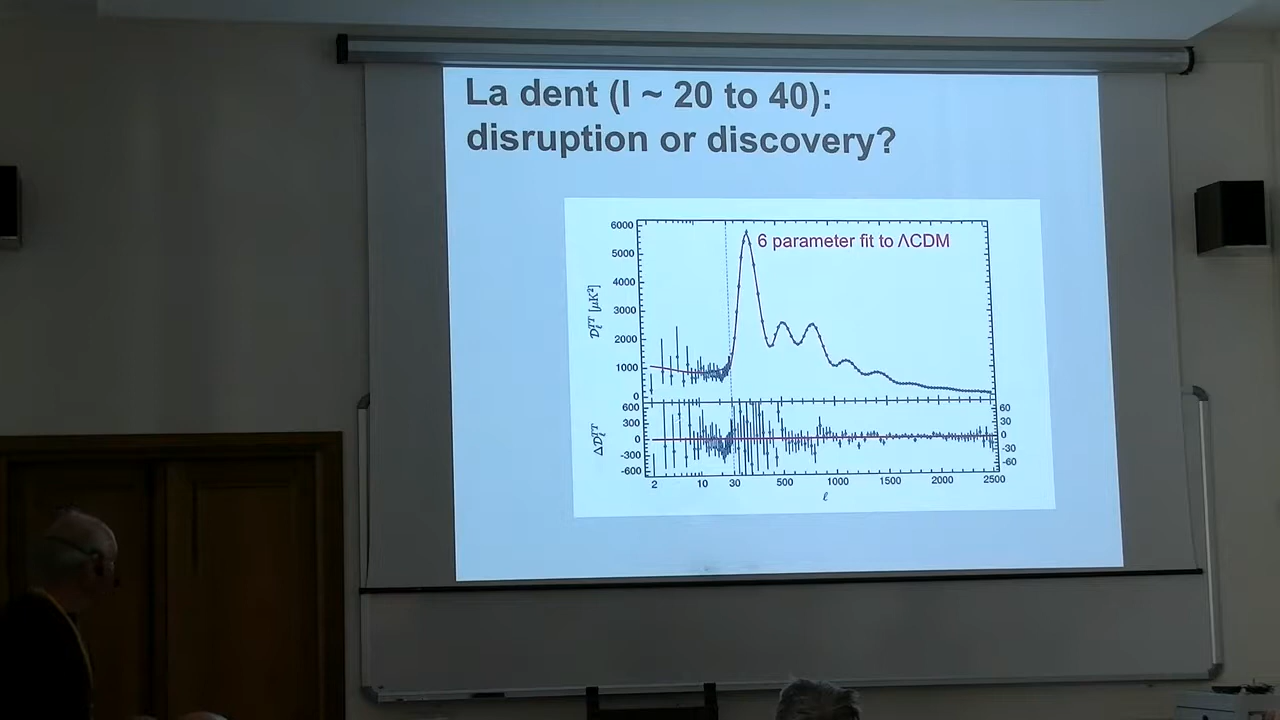 La dent (l ~ 20 to 40):
disruption or discovery?
6 parameter fit to ΛCDM
6000
5000
4000
3000
2000
1000
0
𝒟ℓᵀᵀ [μK²]
600
300
0
-300
-600
Δ𝒟ℓᵀᵀ
60
30
0
-30
-60
2 10 30 500 1000 1500 2000 2500
ℓ